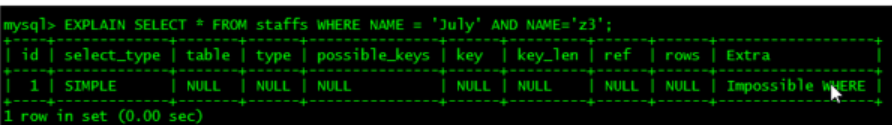 mysql> EXPLAIN SELECT * FROM staffs WHERE NAME = 'July' AND NAME='z3';
+----+-------------+-------+------+---------------+------+---------+------+------+------------------+
| id | select_type | table | type | possible_keys | key | key_len | ref | rows | Extra |
+----+-------------+-------+------+---------------+------+---------+------+------+------------------+
| 1 | SIMPLE | NULL | NULL | NULL | NULL | NULL | NULL | NULL | Impossible WHERE |
+----+-------------+-------+------+---------------+------+---------+------+------+------------------+
1 row in set (0.00 sec)